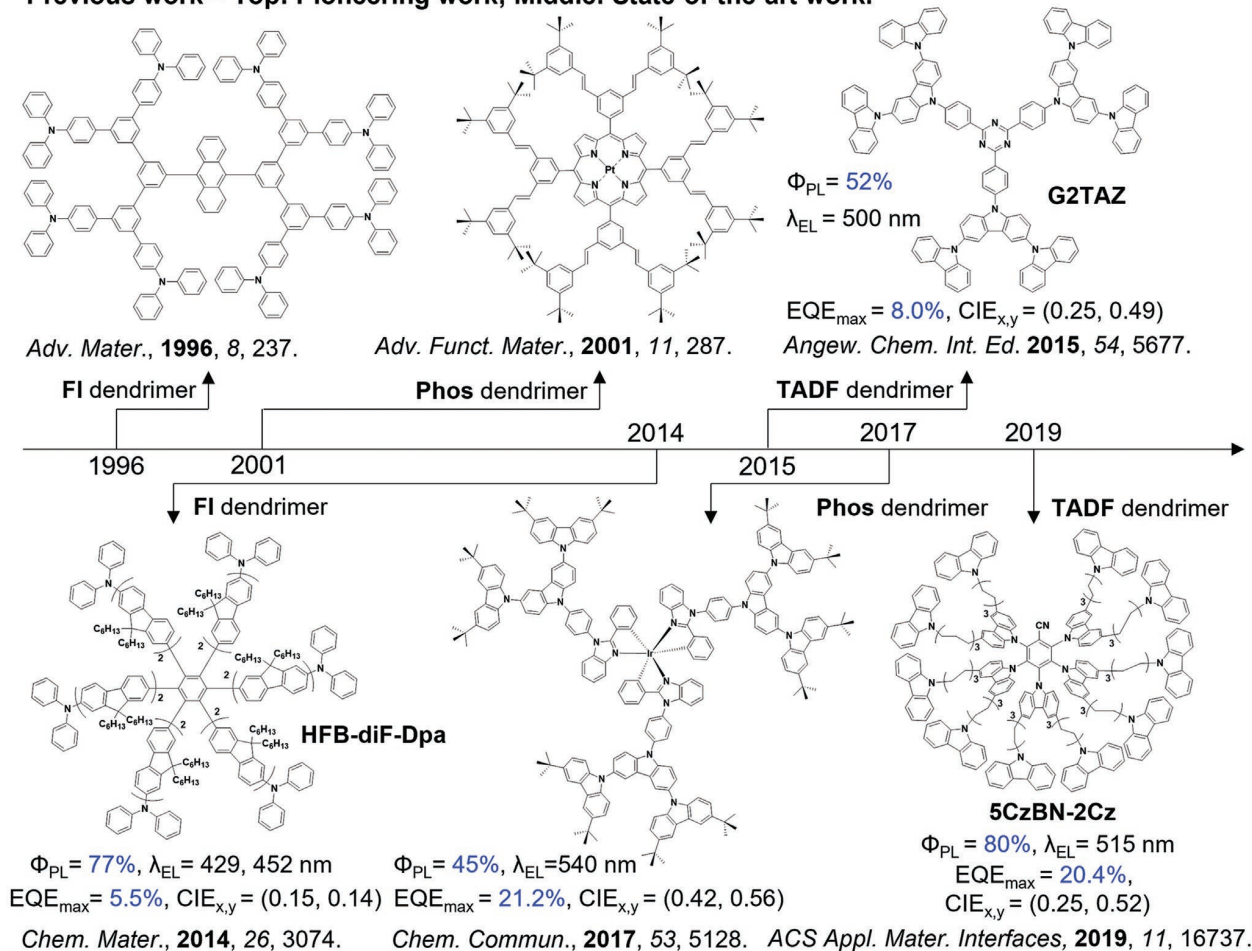 Previous work – Top: Pioneering work, Middle: State of the art work.
Pt
ΦPL= 52%
λEL = 500 nm
G2TAZ
EQEmax = 8.0%, CIEx,y = (0.25, 0.49)
Adv. Mater., 1996, 8, 237.
Adv. Funct. Mater., 2001, 11, 287.
Angew. Chem. Int. Ed. 2015, 54, 5677.
Fl dendrimer
Phos dendrimer
TADF dendrimer
2014
2017
2019
1996
2001
2015
Fl dendrimer
Phos dendrimer
TADF dendrimer
Ir
CN
HFB-diF-Dpa
5CzBN-2Cz
ΦPL= 77%, λEL= 429, 452 nm
EQEmax= 5.5%, CIEx,y= (0.15, 0.14)
Chem. Mater., 2014, 26, 3074.
ΦPL= 45%, λEL=540 nm
EQEmax = 21.2%, CIEx,y= (0.42, 0.56)
Chem. Commun., 2017, 53, 5128.
ΦPL= 80%, λEL= 515 nm
EQEmax = 20.4%,
CIEx,y= (0.25, 0.52)
ACS Appl. Mater. Interfaces, 2019, 11, 16737.